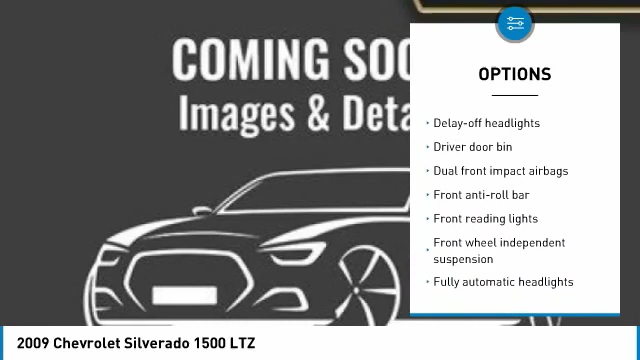 COMING SOO
Images & Deta
OPTIONS
Delay-off headlights
Driver door bin
Dual front impact airbags
Front anti-roll bar
Front reading lights
Front wheel independent
suspension
Fully automatic headlights
2009 Chevrolet Silverado 1500 LTZ